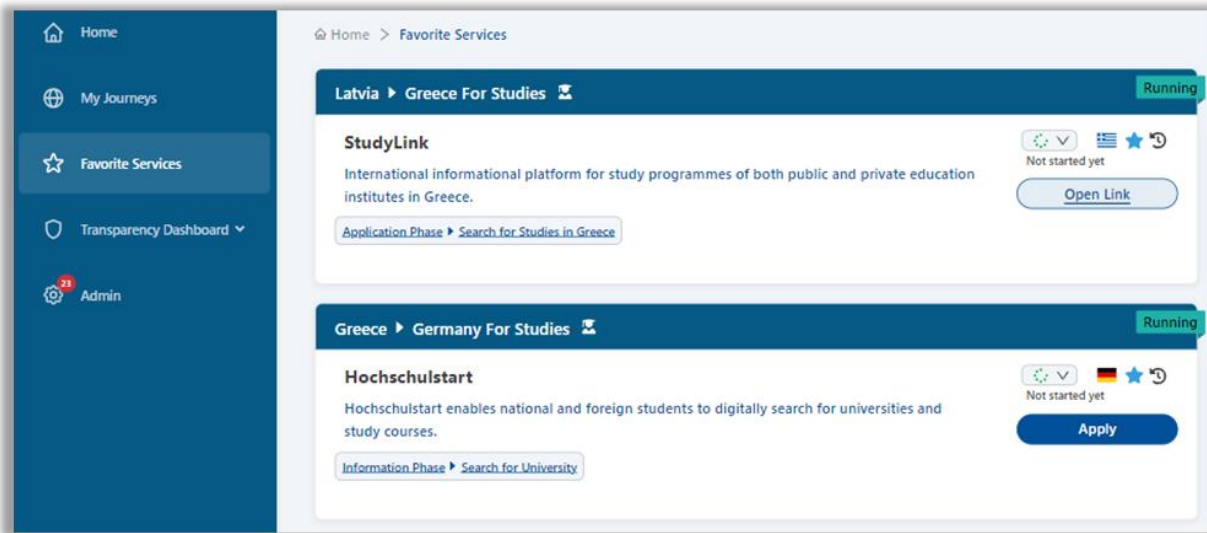 Home
My Journeys
Favorite Services
Transparency Dashboard
23
Admin
Home > Favorite Services
Latvia Greece For Studies
Running
StudyLink
International informational platform for study programmes of both public and private education
institutes in Greece.
Application Phase Search for Studies in Greece
Not started yet
Open Link
Greece Germany For Studies
Running
Hochschulstart
Hochschulstart enables national and foreign students to digitally search for universities and
study courses.
Information Phase Search for University
Not started yet
Apply